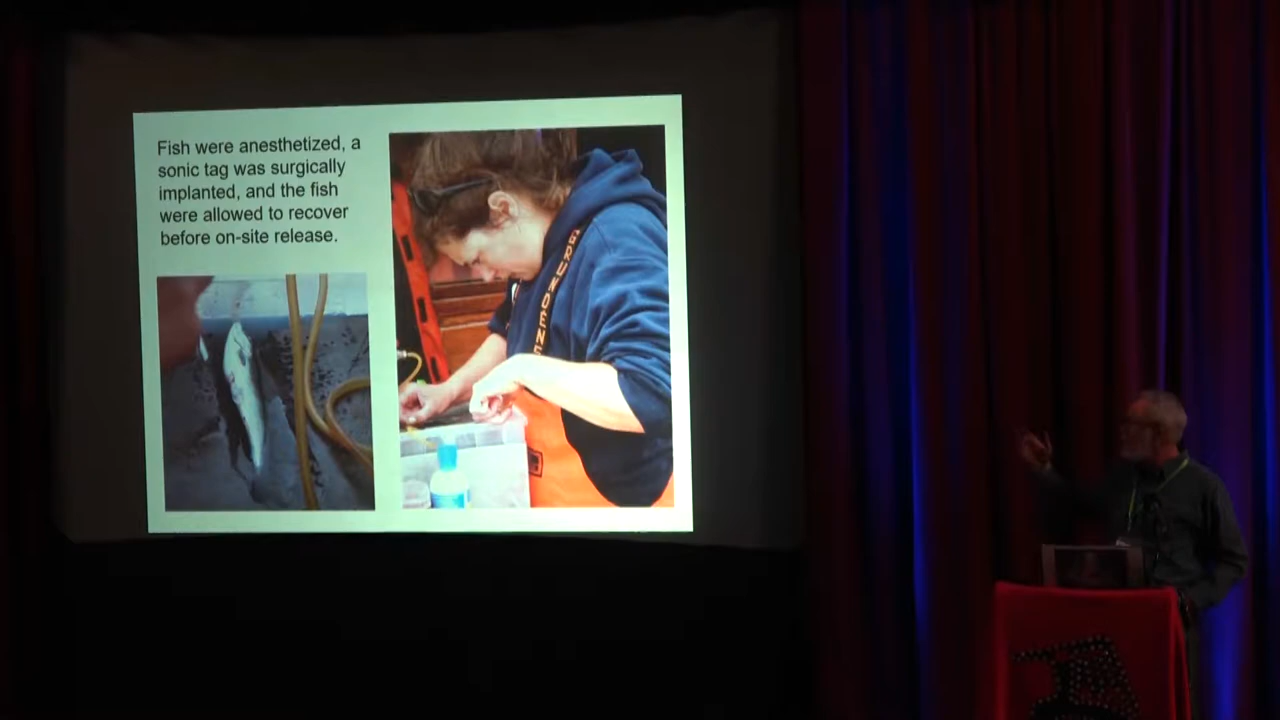 Fish were anesthetized, a
sonic tag was surgically
implanted, and the fish
were allowed to recover
before on-site release.
GRUNDENS